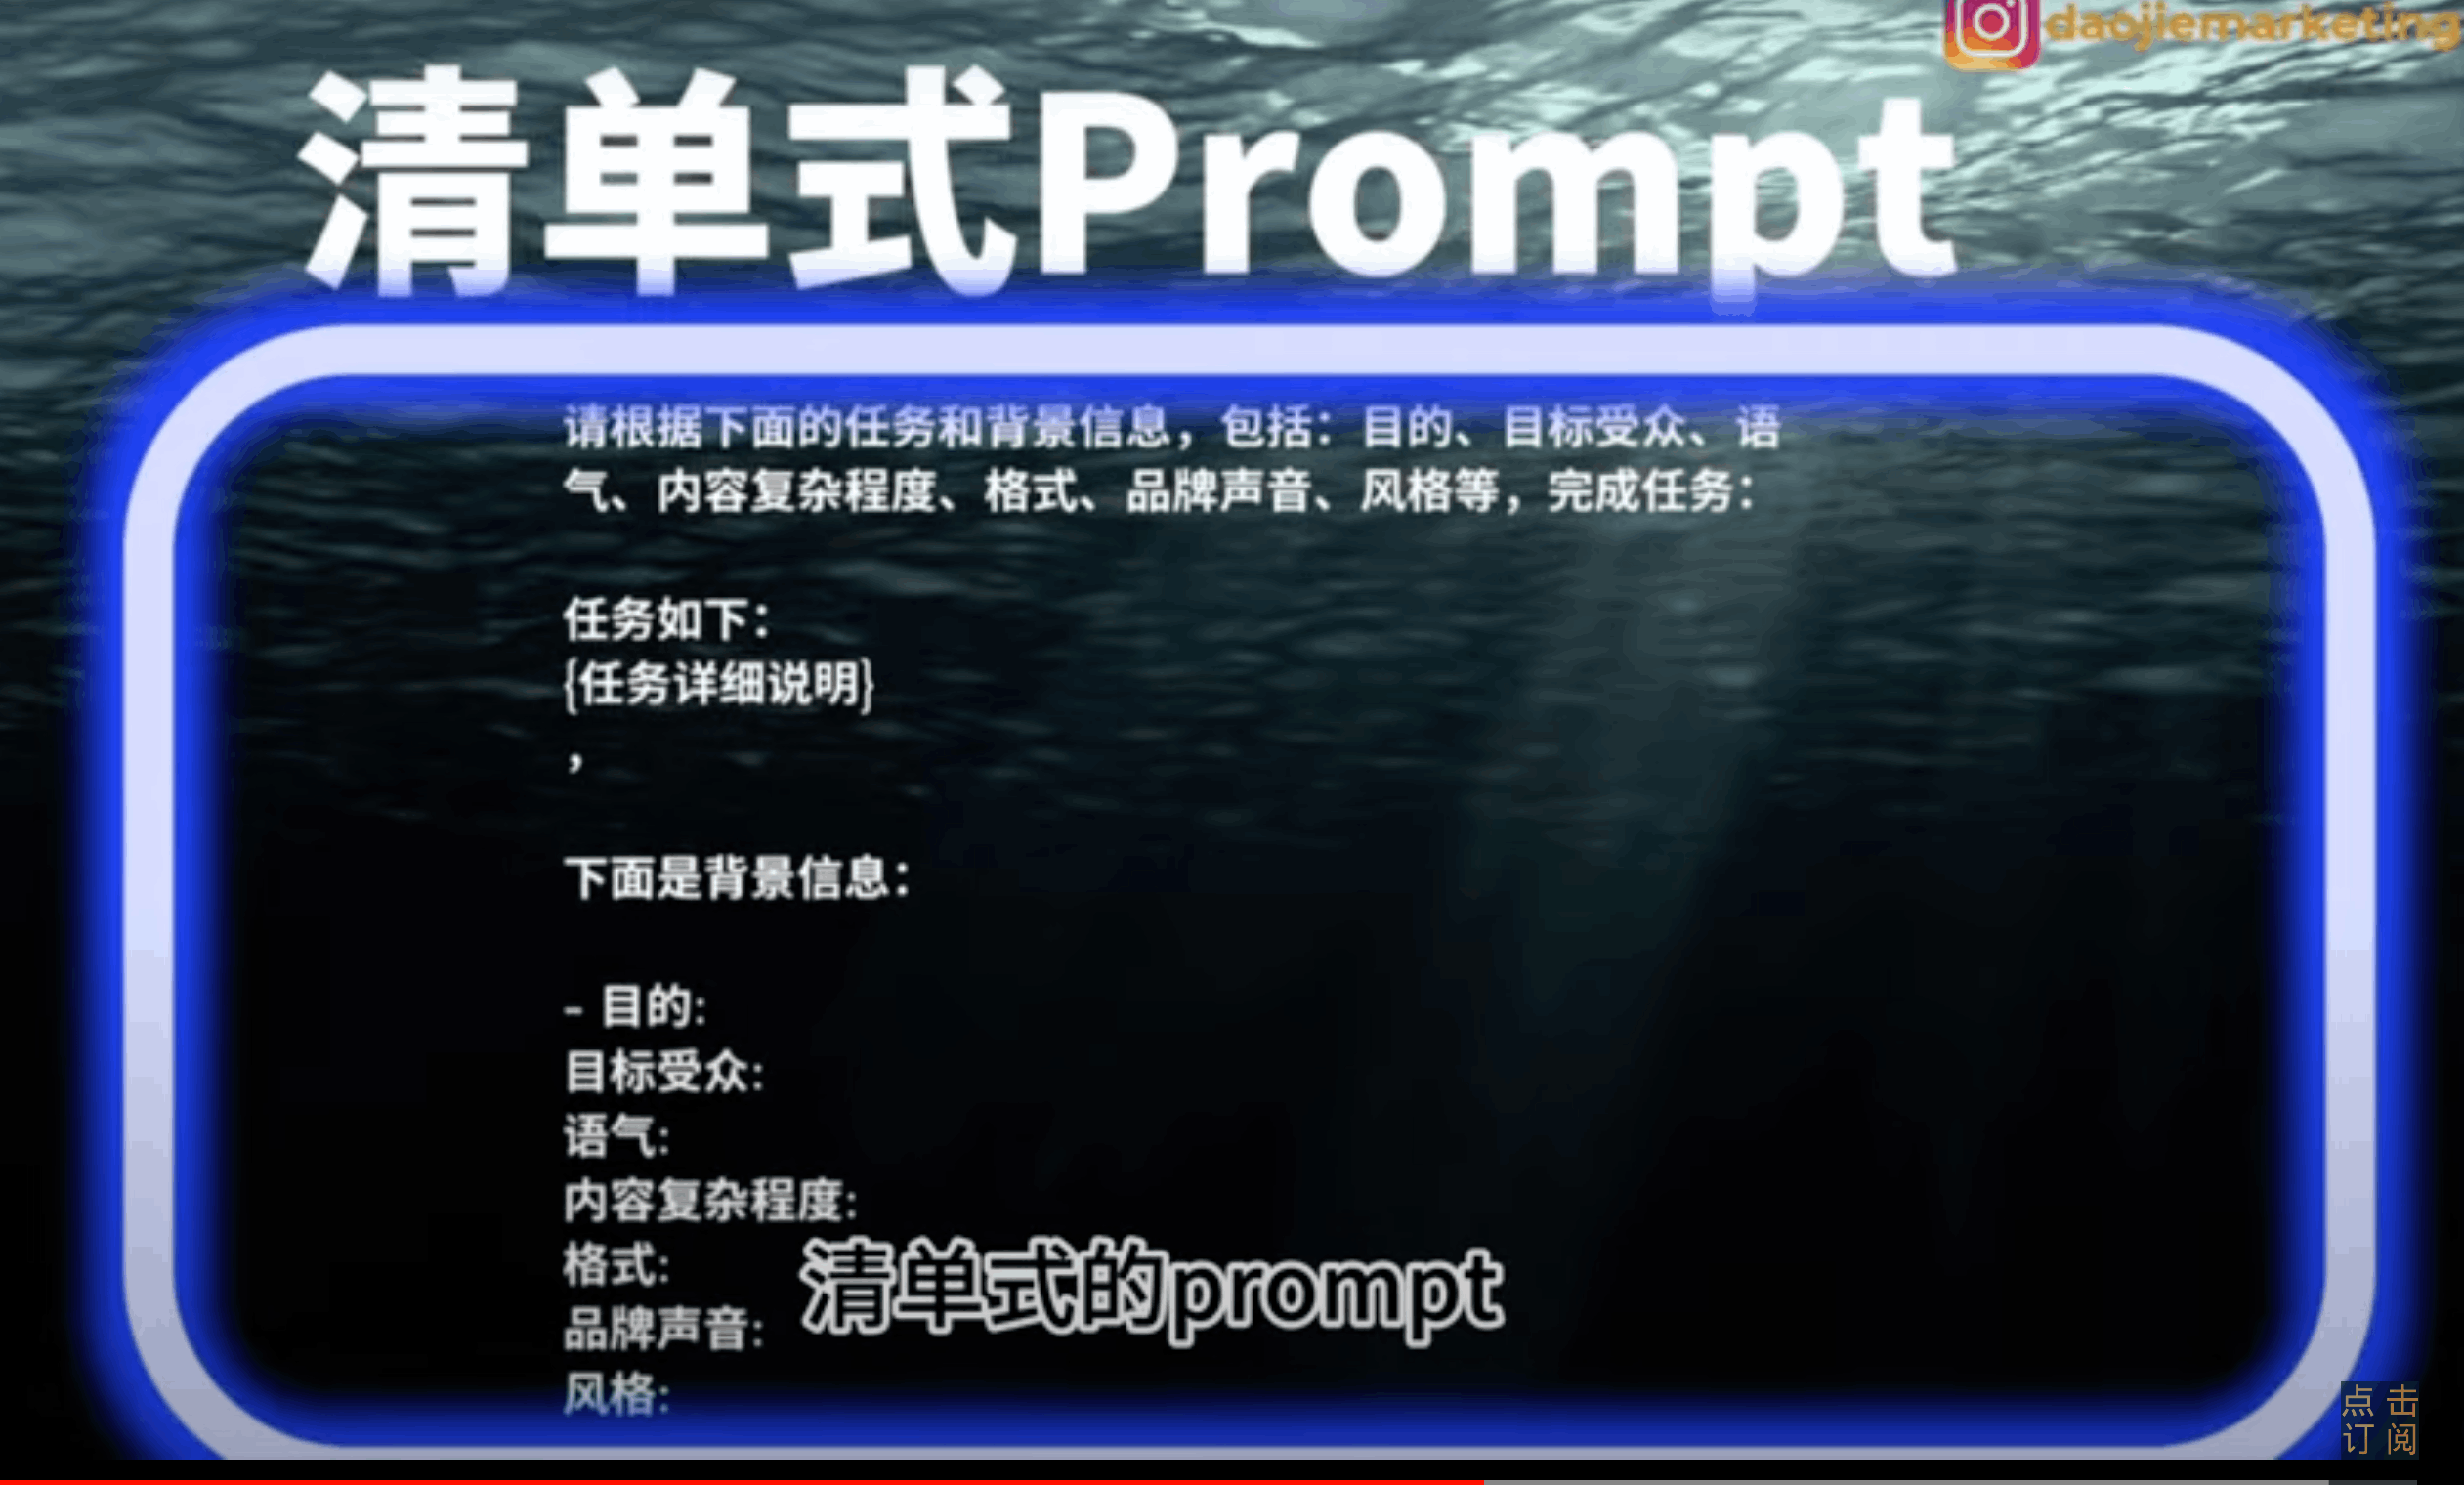 daojiemarketing
清单式Prompt
请根据下面的任务和背景信息，包括：目的、目标受众、语
气、内容复杂程度、格式、品牌声音、风格等，完成任务：
任务如下：
{任务详细说明}
，
下面是背景信息：
- 目的:
目标受众:
语气:
内容复杂程度:
格式:
清单式的prompt
品牌声音:
风格:
点击
订阅